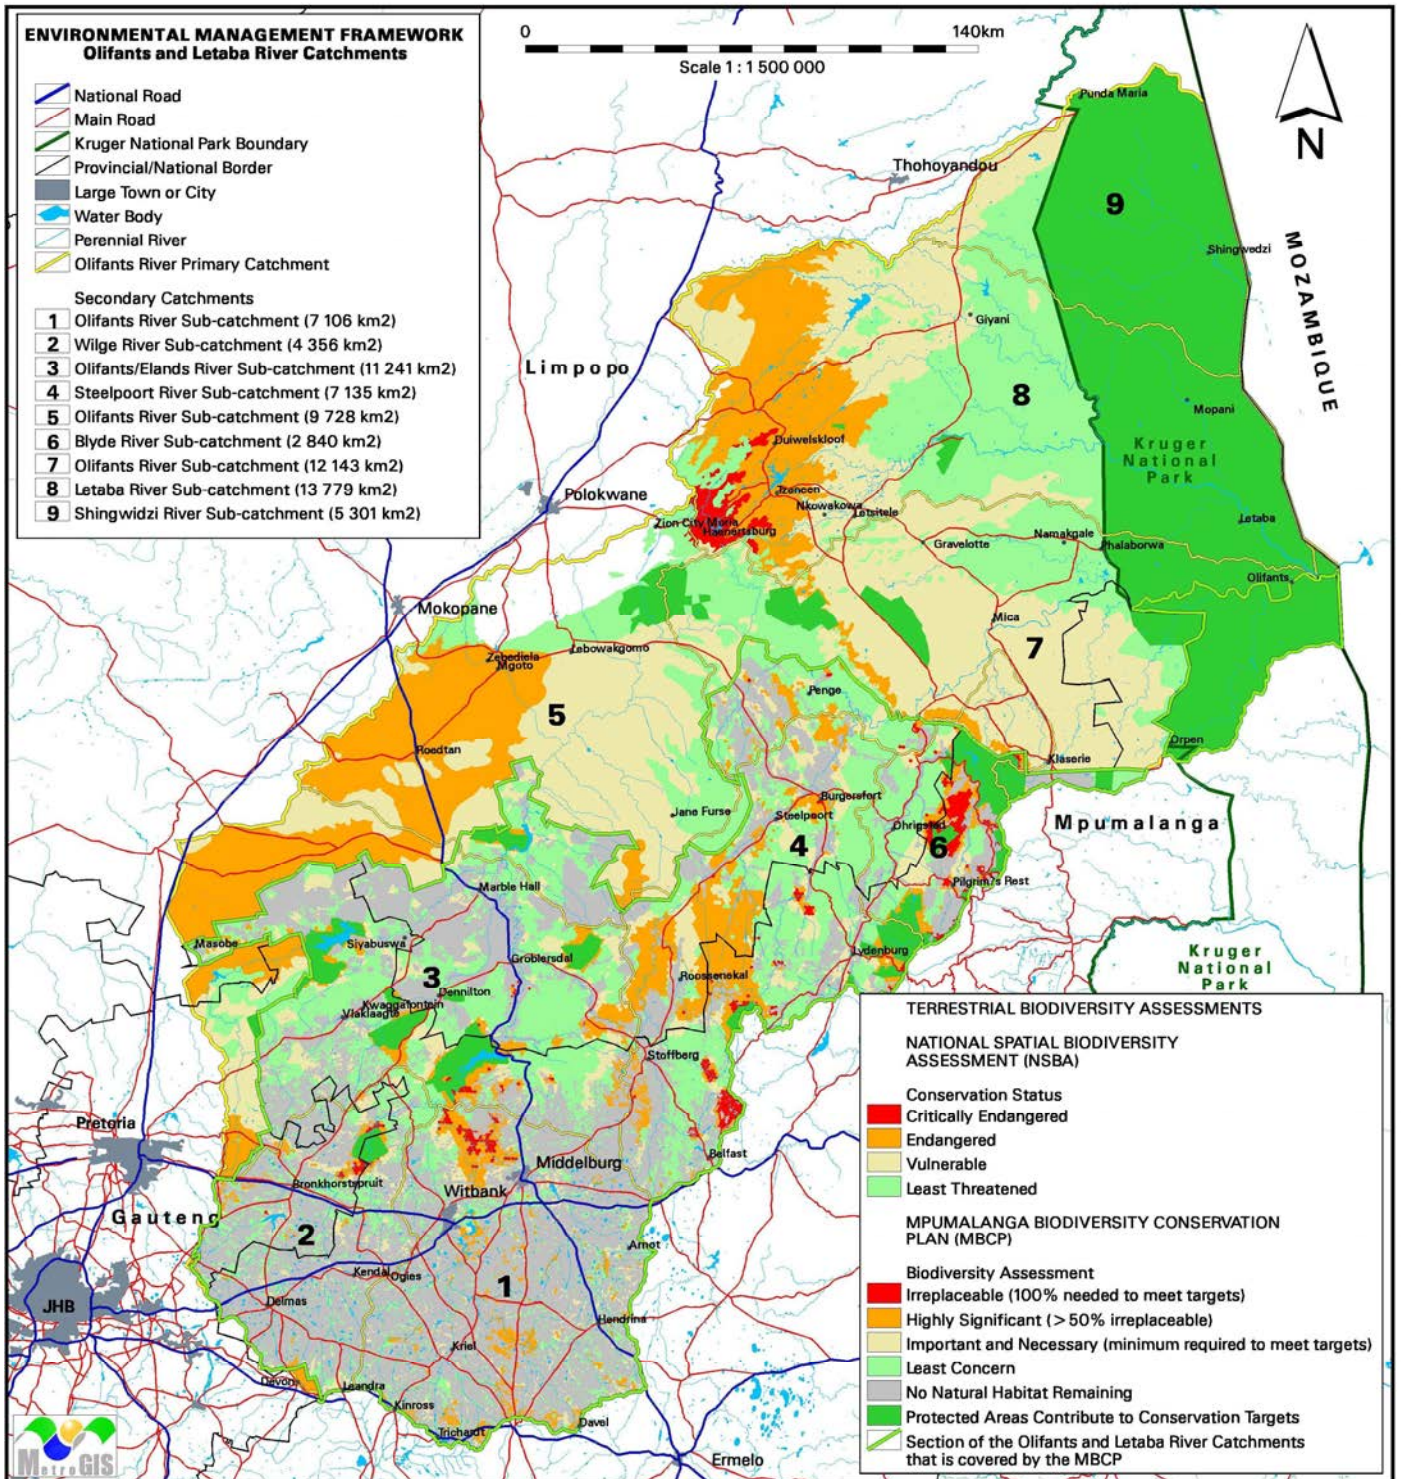 ENVIRONMENTAL MANAGEMENT FRAMEWORK
Olifants and Letaba River Catchments
National Road
Main Road
Kruger National Park Boundary
Provincial/National Border
Large Town or City
Water Body
Perennial River
Olifants River Primary Catchment
Secondary Catchments
1 Olifants River Sub-catchment (7 106 km2)
2 Wilge River Sub-catchment (4 356 km2)
3 Olifants/Elands River Sub-catchment (11 241 km2)
4 Steelpoort River Sub-catchment (7 135 km2)
5 Olifants River Sub-catchment (9 728 km2)
6 Blyde River Sub-catchment (2 840 km2)
7 Olifants River Sub-catchment (12 143 km2)
8 Letaba River Sub-catchment (13 779 km2)
9 Shingwidzi River Sub-catchment (5 301 km2)
0 140km
Scale 1 : 1 500 000
N
Punda Maria
Thohoyandou
9
Shingwedzi
MOZAMBIQUE
Giyani
Limpopo
8
Mopani
Duiwelskloof
Kruger
National
Park
Polokwane
Tzaneen
Nkowakowa
Letsitele
Zion City Moria
Haenertsburg
Letaba
Gravelotte
Namakgale
Phalaborwa
Olifants
Mokopane
Mica
7
Zebediela
Mgoto
Lebowakgomo
Penge
5
Roedtan
Orpen
Klaserie
Burgersfort
Jane Furse
Steelpoort
Ohrigstad
Mpumalanga
4
6
Marble Hall
Pilgrim's Rest
Masobe
Siyabuswa
Groblersdal
Lydenburg
Kruger
National
Park
3
Roossenekal
Dennilton
Kwaggafontein
Vlaklaagte
Stoffberg
Pretoria
Belfast
Middelburg
Bronkhorstspruit
Witbank
Gauteng
2
Arnot
Kendal
Ogies
1
Delmas
JHB
Hendrina
Kriel
Devon
Leandra
Kinross
Trichardt
Davel
Ermelo
MetroGIS
TERRESTRIAL BIODIVERSITY ASSESSMENTS
NATIONAL SPATIAL BIODIVERSITY
ASSESSMENT (NSBA)
Conservation Status
Critically Endangered
Endangered
Vulnerable
Least Threatened
MPUMALANGA BIODIVERSITY CONSERVATION
PLAN (MBCP)
Biodiversity Assessment
Irreplaceable (100% needed to meet targets)
Highly Significant (>50% irreplaceable)
Important and Necessary (minimum required to meet targets)
Least Concern
No Natural Habitat Remaining
Protected Areas Contribute to Conservation Targets
Section of the Olifants and Letaba River Catchments
that is covered by the MBCP